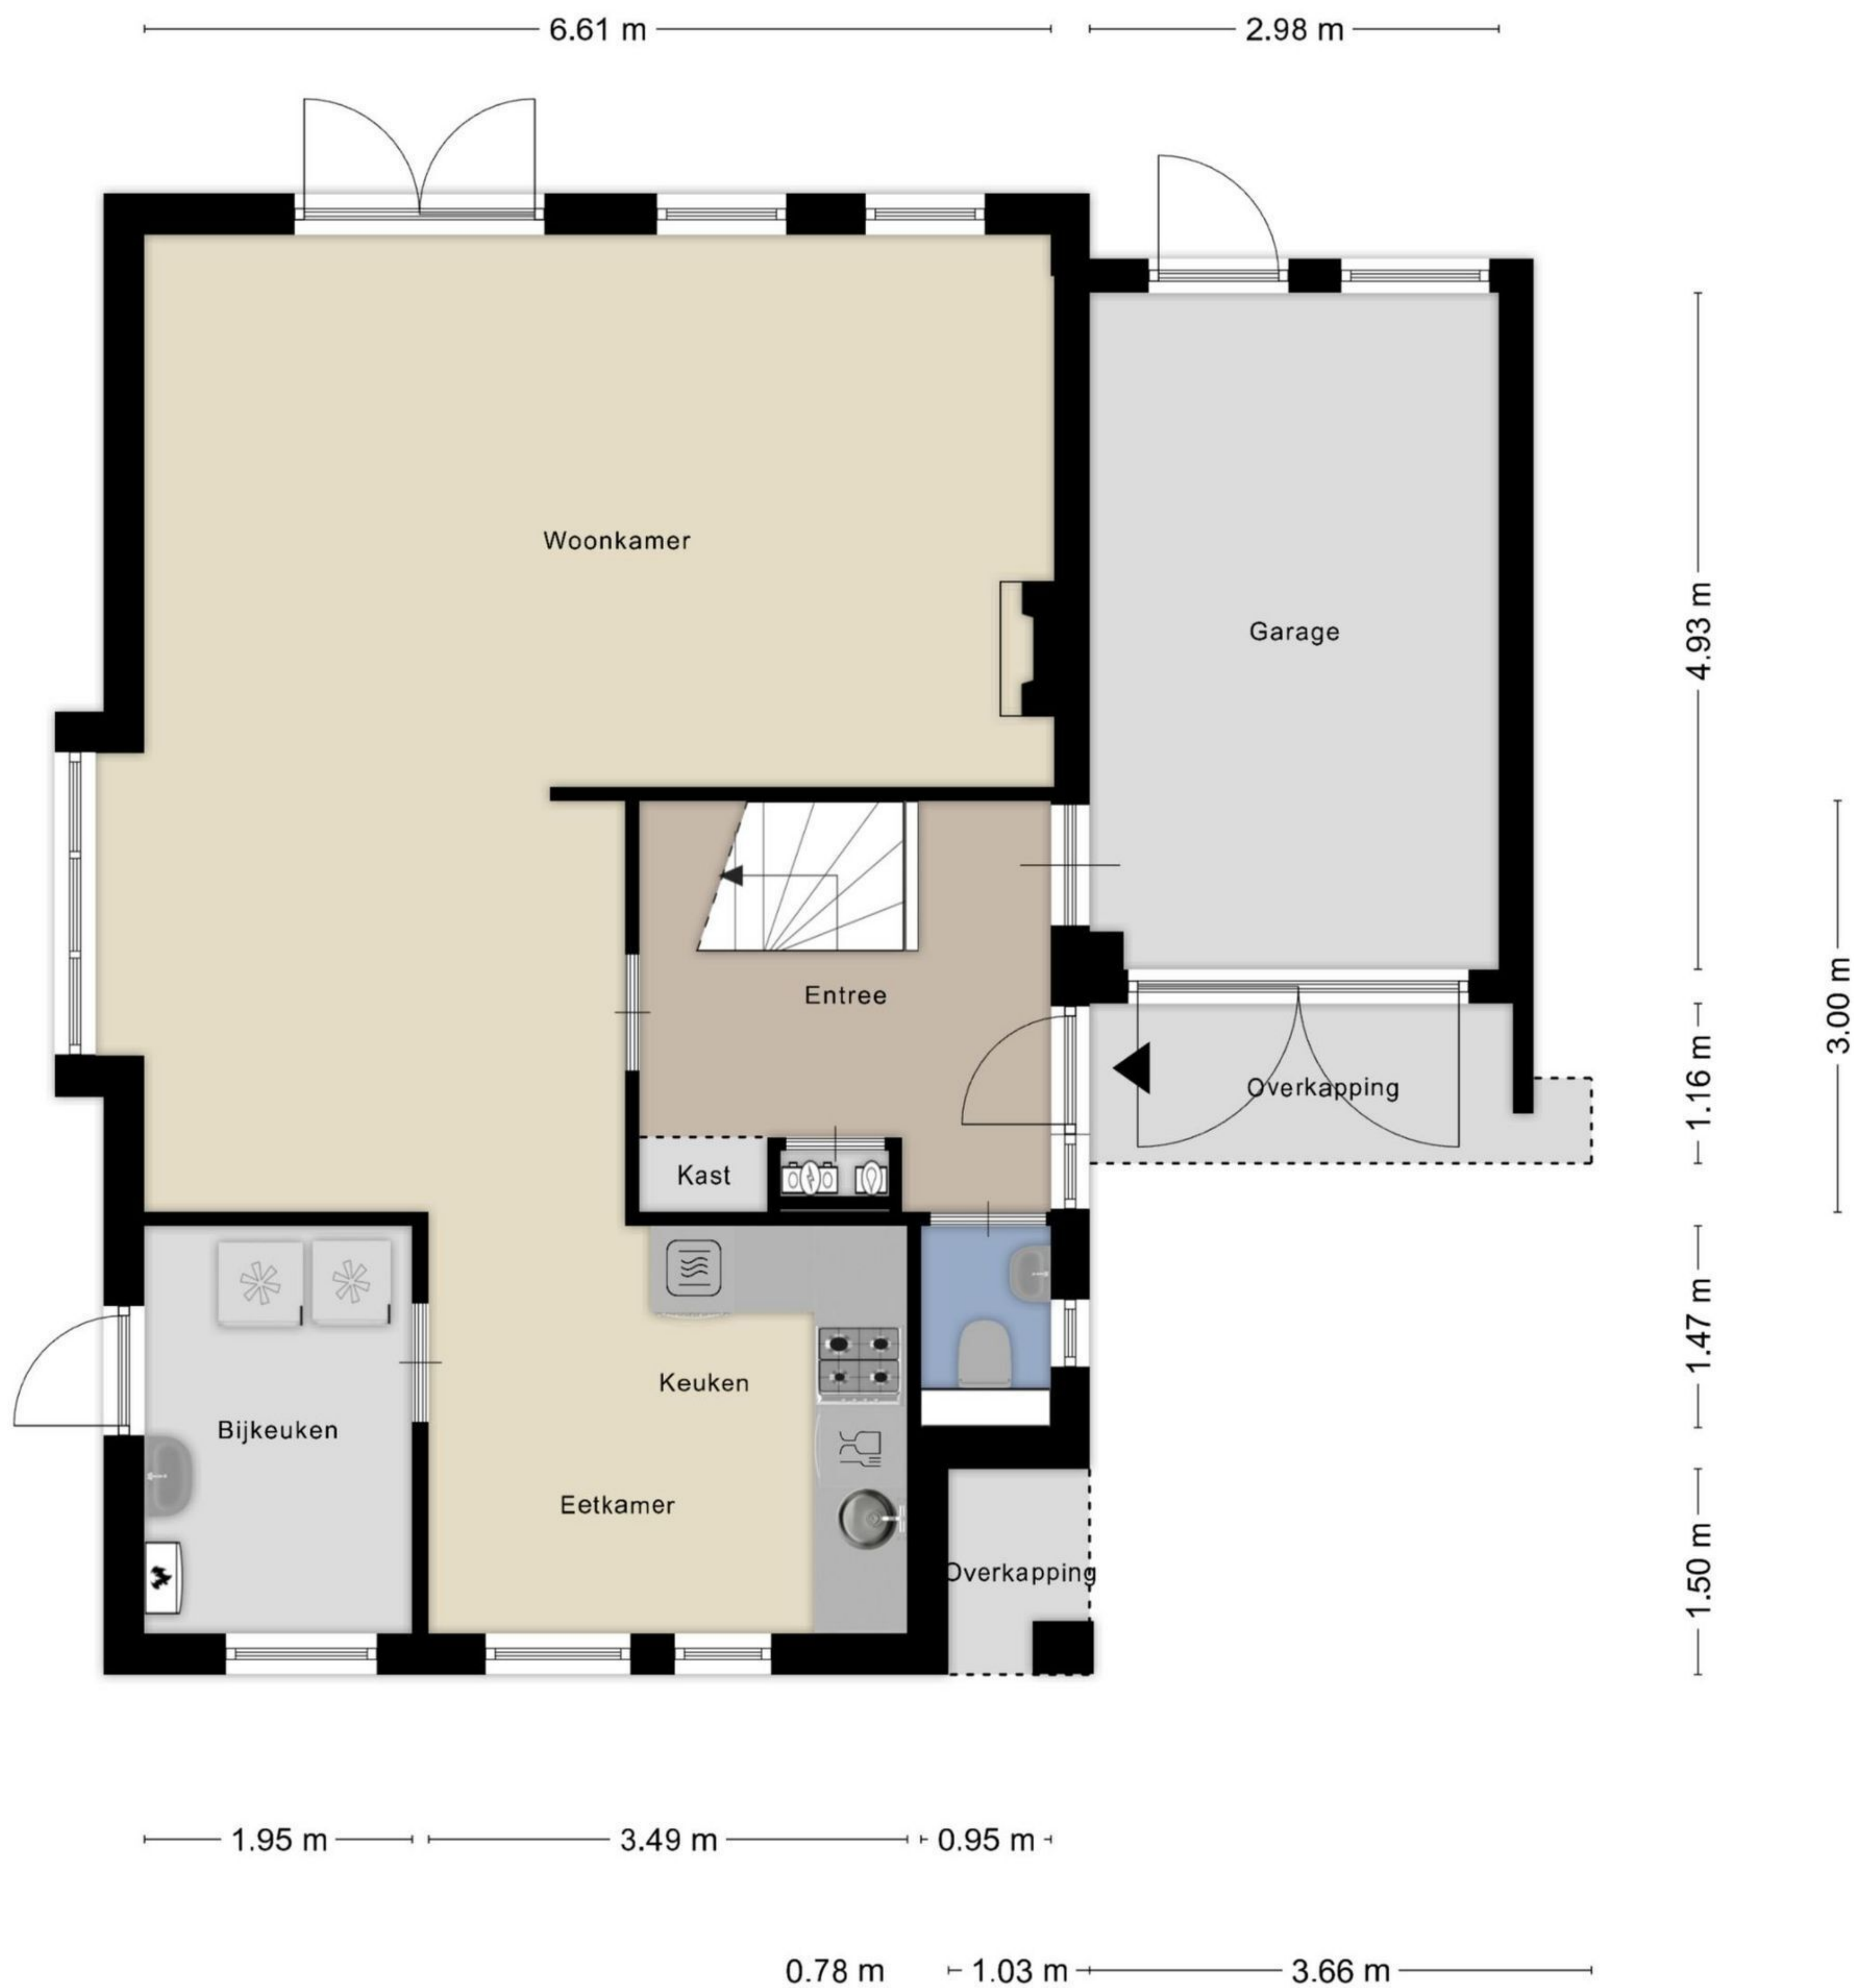 6.61 m
2.98 m
Woonkamer
Garage
4.93 m
3.00 m
Entree
Overkapping
1.16 m
Kast
1.47 m
Keuken
Bijkeuken
Eetkamer
Overkapping
1.50 m
1.95 m
3.49 m
0.95 m
0.78 m
1.03 m
3.66 m